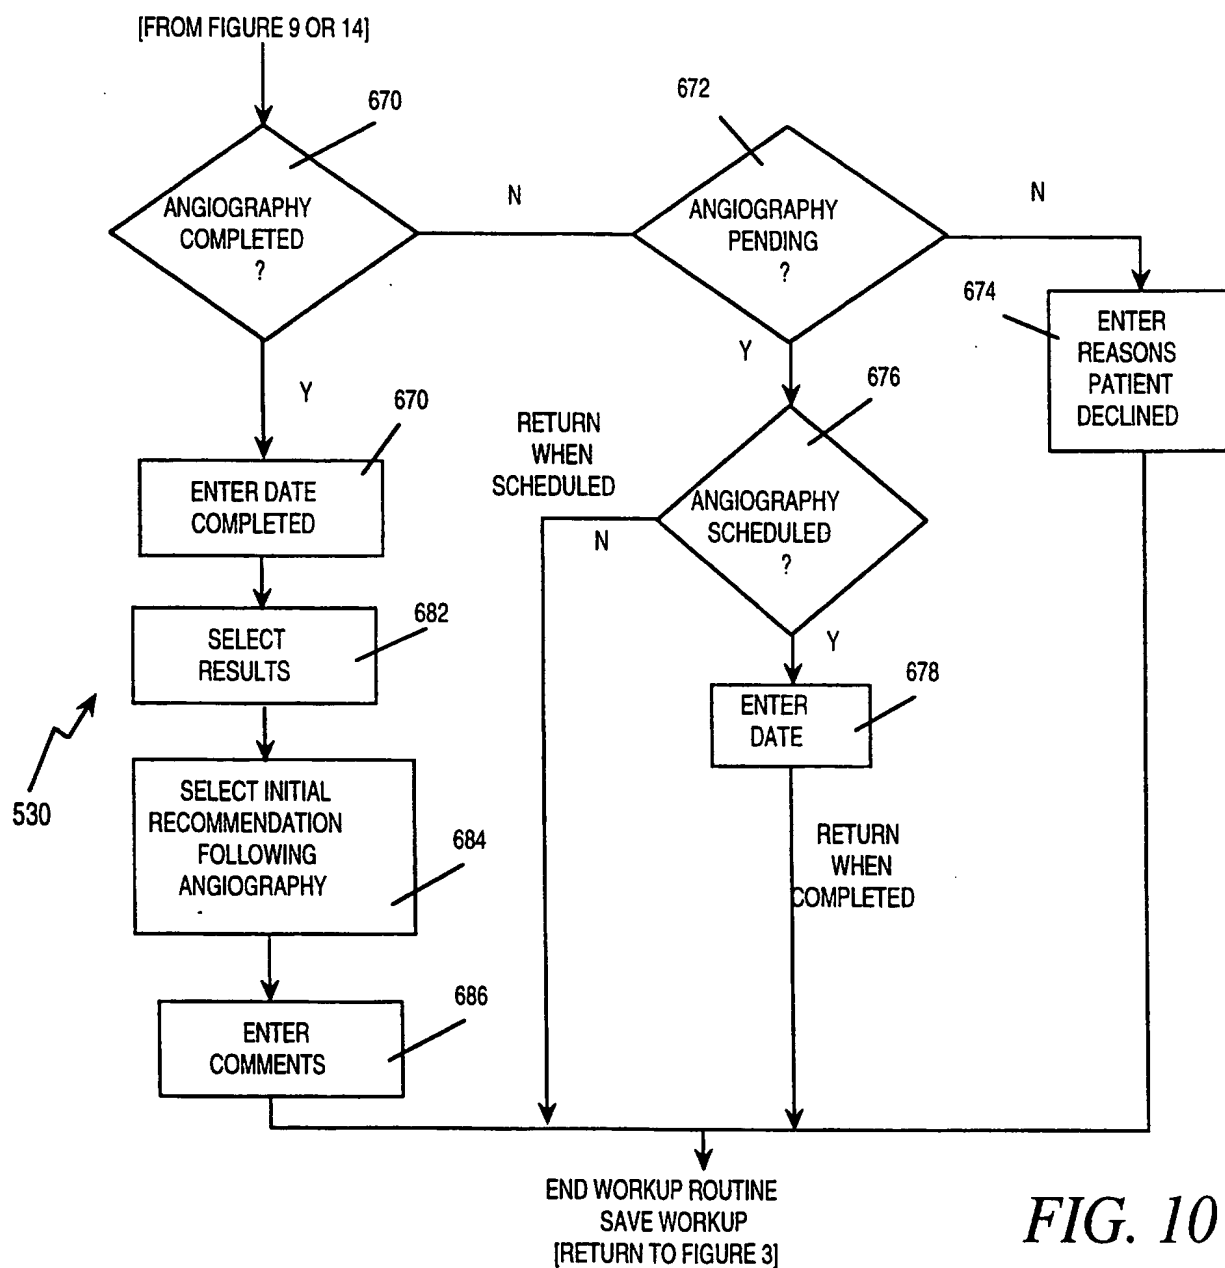 [FROM FIGURE 9 OR 14]
670
672
ANGIOGRAPHY
COMPLETED
?
N
ANGIOGRAPHY
PENDING
?
N
674
ENTER
REASONS
PATIENT
DECLINED
Y
Y
676
670
RETURN
WHEN
SCHEDULED
ENTER DATE
COMPLETED
ANGIOGRAPHY
SCHEDULED
?
N
682
SELECT
RESULTS
Y
678
ENTER
DATE
530
SELECT INITIAL
RECOMMENDATION
FOLLOWING
ANGIOGRAPHY
684
RETURN
WHEN
COMPLETED
686
ENTER
COMMENTS
END WORKUP ROUTINE
SAVE WORKUP
[RETURN TO FIGURE 3]
FIG. 10